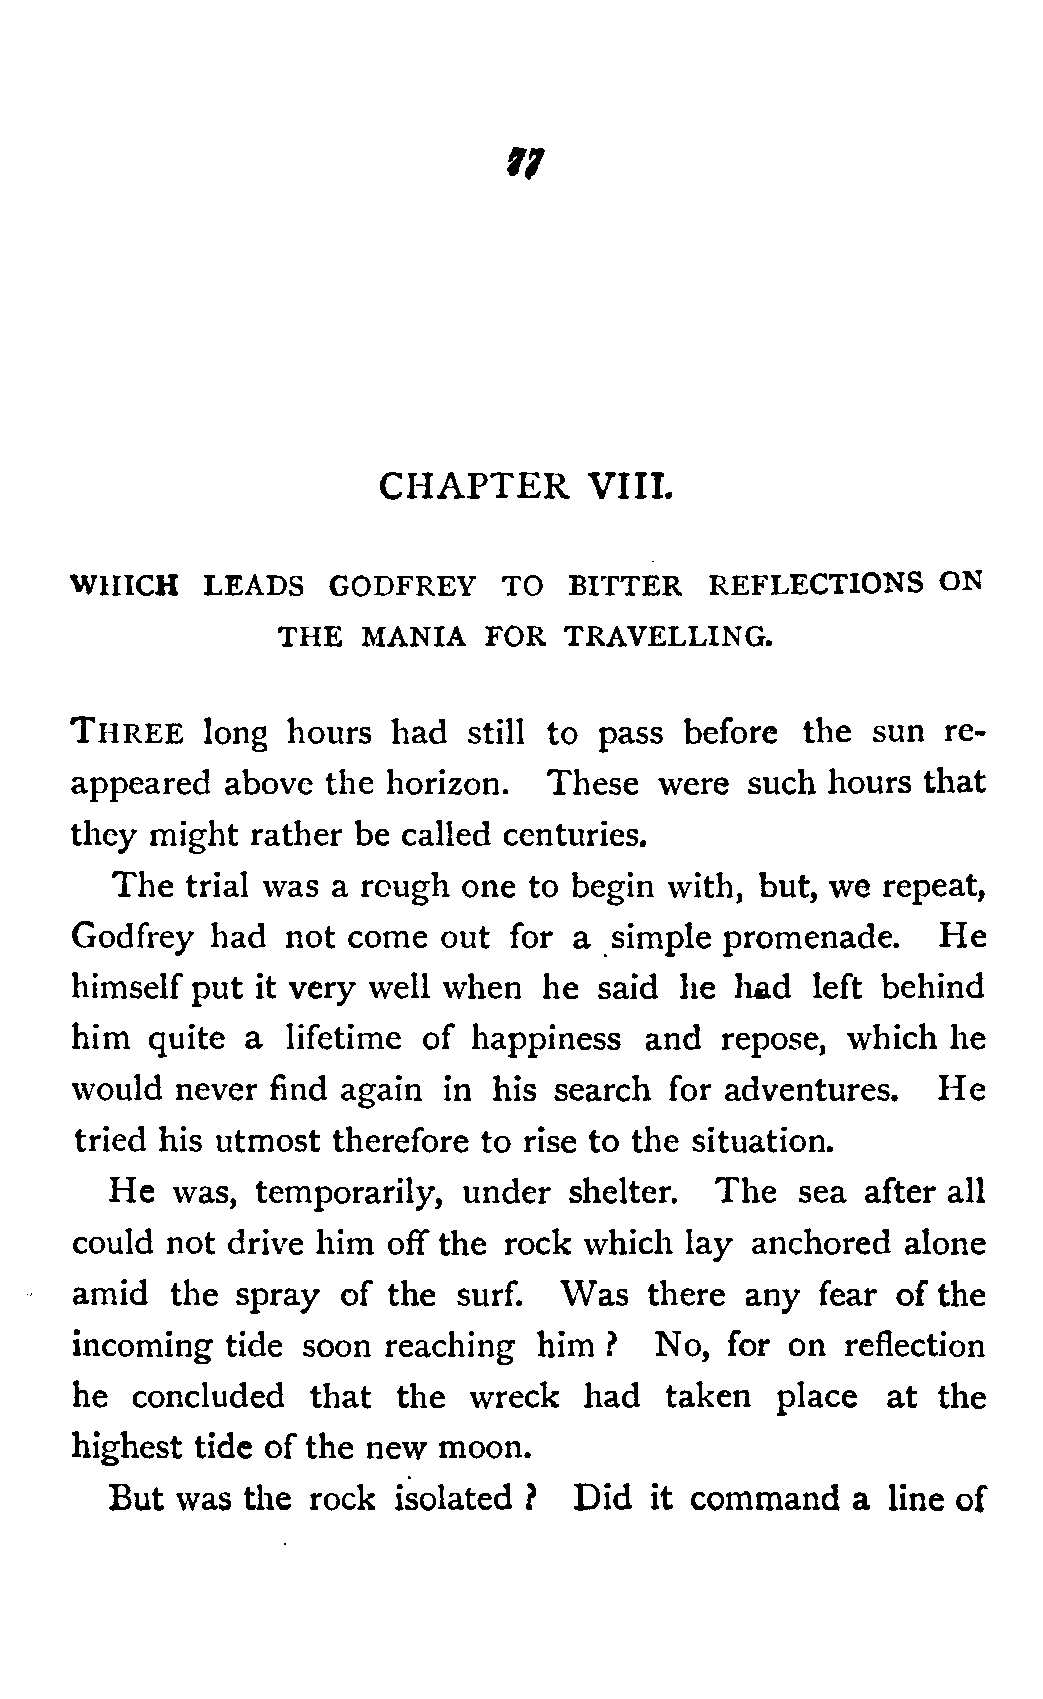 77
CHAPTER VIII.
WHICH LEADS GODFREY TO BITTER REFLECTIONS ON
THE MANIA FOR TRAVELLING.
THREE long hours had still to pass before the sun re-
appeared above the horizon. These were such hours that
they might rather be called centuries.
The trial was a rough one to begin with, but, we repeat,
Godfrey had not come out for a simple promenade. He
himself put it very well when he said he had left behind
him quite a lifetime of happiness and repose, which he
would never find again in his search for adventures. He
tried his utmost therefore to rise to the situation.
He was, temporarily, under shelter. The sea after all
could not drive him off the rock which lay anchored alone
amid the spray of the surf. Was there any fear of the
incoming tide soon reaching him ? No, for on reflection
he concluded that the wreck had taken place at the
highest tide of the new moon.
But was the rock isolated ? Did it command a line of